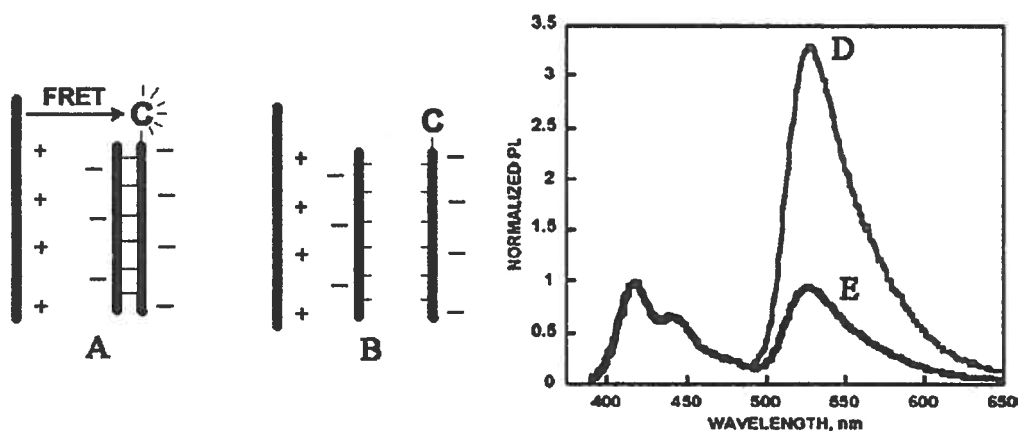 FRET
C
+ − −
+ − −
+ − −
+ −
A
C
+ − −
+ − −
+ − −
+ −
B
3.5
3
2.5
2
1.5
1
0.5
0
NORMALIZED PL
D
E
400 450 500 550 600 650
WAVELENGTH, nm